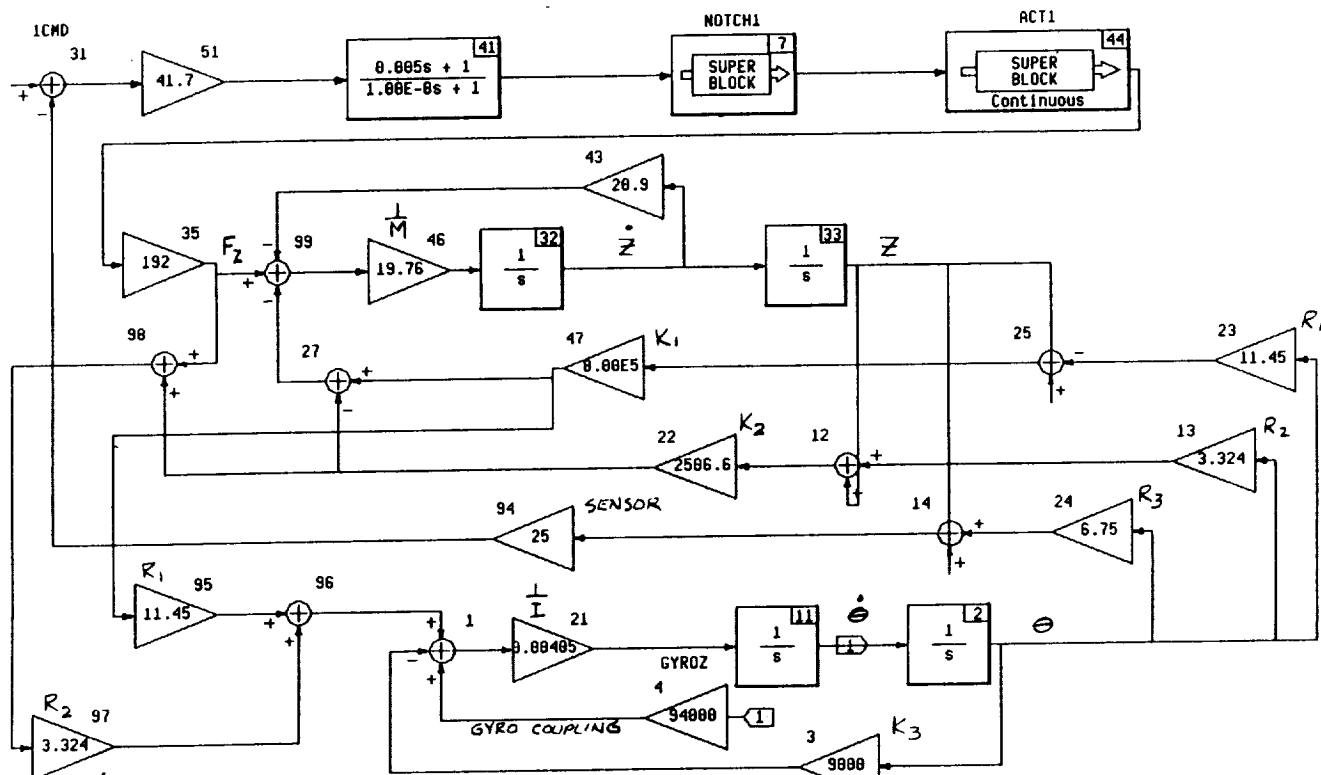 1CMD
31
51
41.7
41
0.005s + 1
1.00E-0s + 1
NOTCH1
7
SUPER
BLOCK
ACT1
44
SUPER
BLOCK
Continuous
+
-
43
20.9
35
192
F_Z
99
1/M
46
19.76
32
1
s
Ż
33
1
s
Z
-
+
-
98
+
+
27
+
-
47
K1
0.00E5
25
-
+
23
11.45
22
K2
2506.6
12
+
+
13
R2
3.324
94
SENSOR
25
14
+
+
24
R3
6.75
R1
95
11.45
96
+
+
1
+
-
+
1/I
21
0.00405
GYROZ
11
1
s
θ̇
1
2
1
s
θ
R2
97
3.324
GYRO COUPLING
4
94000
1
3
K3
9000